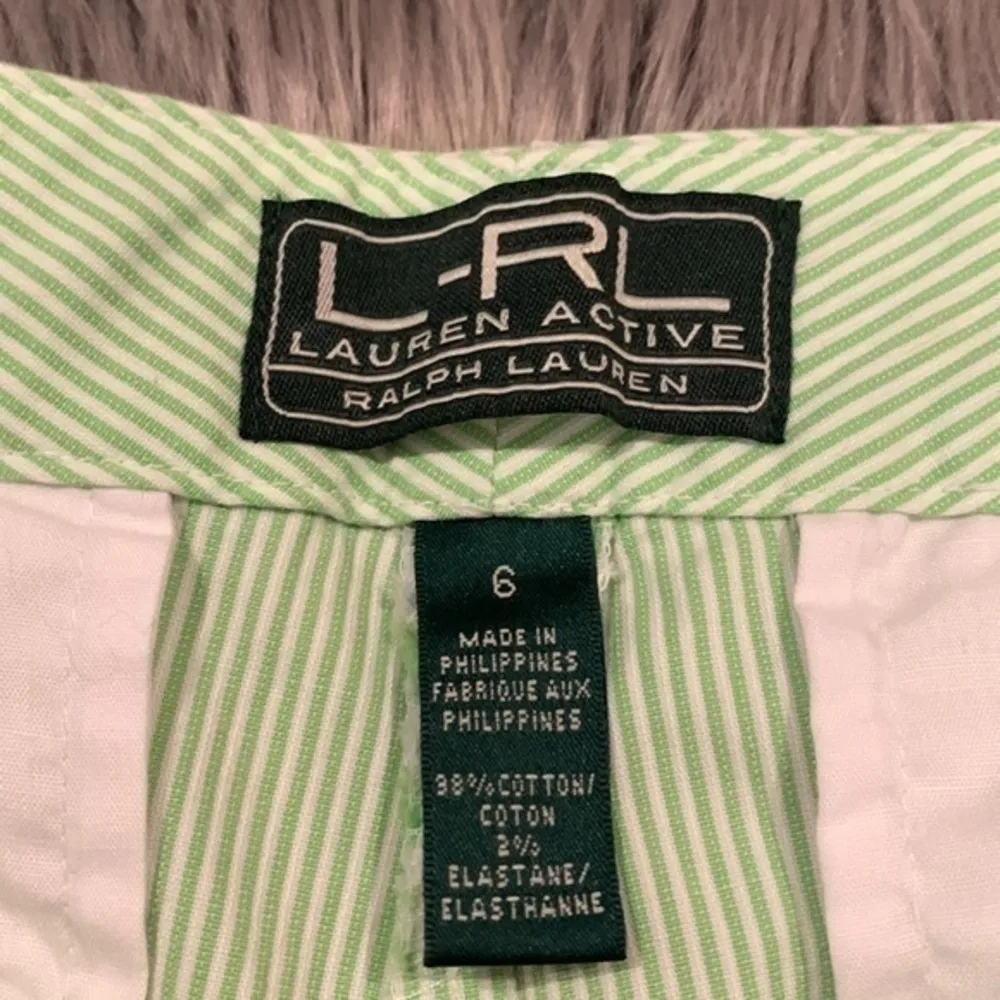 L-RL
LAUREN ACTIVE
RALPH LAUREN
6
MADE IN
PHILIPPINES
FABRIQUE AUX
PHILIPPINES
98% COTTON/
COTON
2%
ELASTANE/
ELASTHANNE